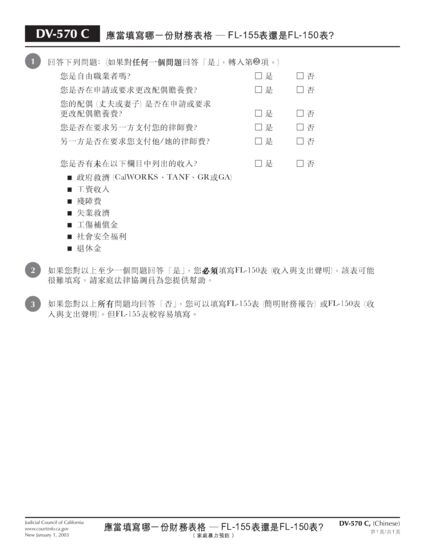 DV-570 C 應當填寫哪一份財務表格 — FL-155表還是FL-150表?
1 回答下列問題: (如果對任何一個問題回答「是」，轉入第❷項。)
您是自由職業者嗎? □ 是 □ 否
您是否在申請或要求更改配偶贍養費? □ 是 □ 否
您的配偶 (丈夫或妻子) 是否在申請或要求
更改配偶贍養費? □ 是 □ 否
您是否在要求另一方支付您的律師費? □ 是 □ 否
另一方是否在要求您支付他/她的律師費? □ 是 □ 否
您是否有未在以下欄目中列出的收入? □ 是 □ 否
■ 政府救濟 (CalWORKS、TANF、GR或GA)
■ 工資收入
■ 殘障費
■ 失業救濟
■ 工傷補償金
■ 社會安全福利
■ 退休金
2 如果您對以上至少一個問題回答「是」，您必須填寫FL-150表 (收入與支出聲明)。該表可能
很難填寫。請家庭法律協調員為您提供幫助。
3 如果您對以上所有問題均回答「否」，您可以填寫FL-155表 (簡明財務報告) 或FL-150表 (收
入與支出聲明)。但FL-155表較容易填寫。
Judicial Council of California
www.courtinfo.ca.gov
New January 1, 2003
應當填寫哪一份財務表格 — FL-155表還是FL-150表?
(家庭暴力預防)
DV-570 C, (Chinese)
第1頁/共1頁